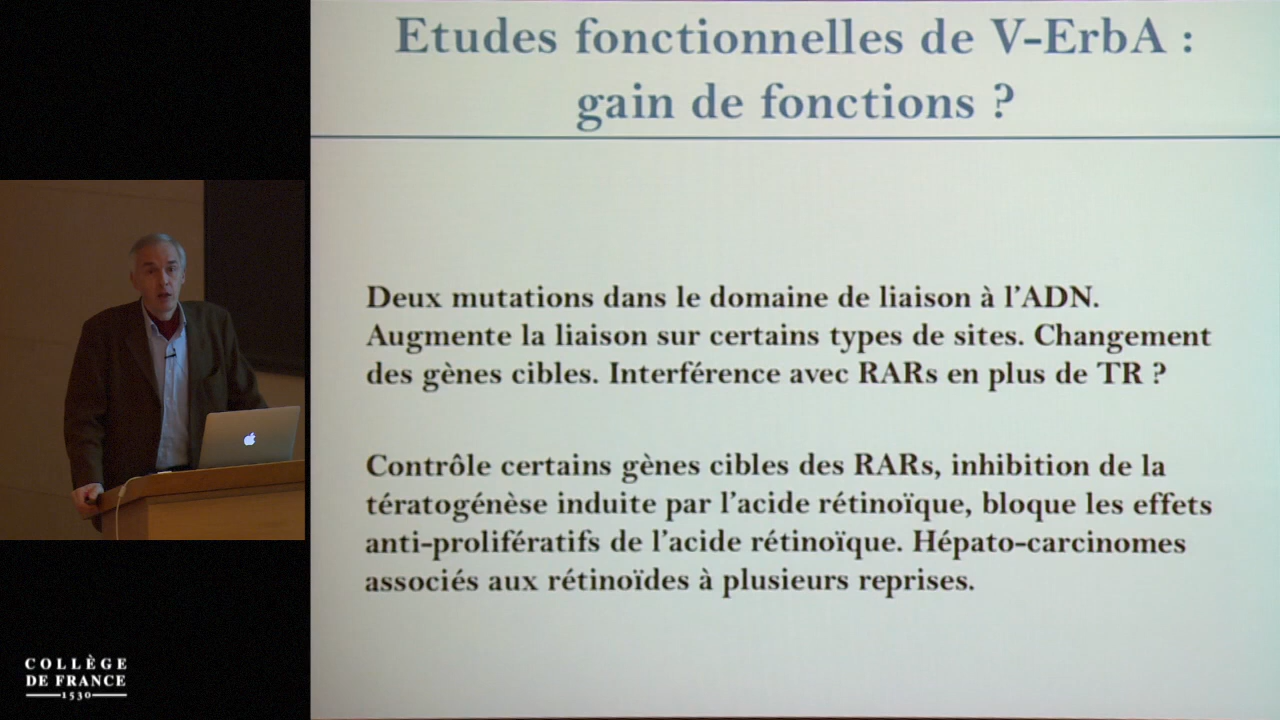 Etudes fonctionnelles de V-ErbA :
gain de fonctions ?
Deux mutations dans le domaine de liaison à l'ADN.
Augmente la liaison sur certains types de sites. Changement
des gènes cibles. Interférence avec RARs en plus de TR ?
Contrôle certains gènes cibles des RARs, inhibition de la
tératogénèse induite par l'acide rétinoïque, bloque les effets
anti-prolifératifs de l'acide rétinoïque. Hépato-carcinomes
associés aux rétinoïdes à plusieurs reprises.
COLLÈGE
DE FRANCE
1530